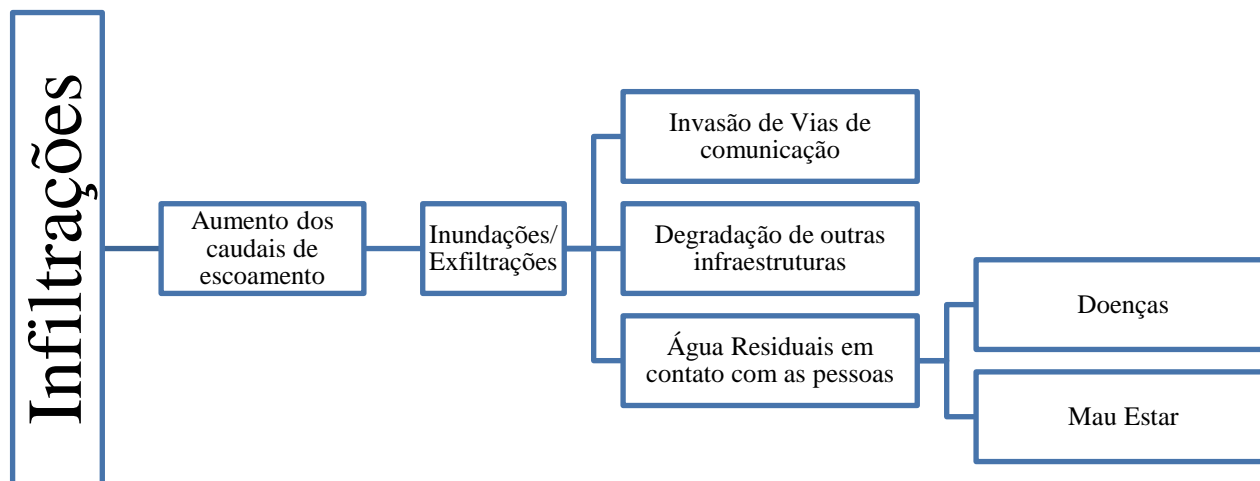 Infiltrações
Aumento dos
caudais de
escoamento
Inundações/
Exfiltrações
Invasão de Vias de
comunicação
Degradação de outras
infraestruturas
Água Residuais em
contato com as pessoas
Doenças
Mau Estar